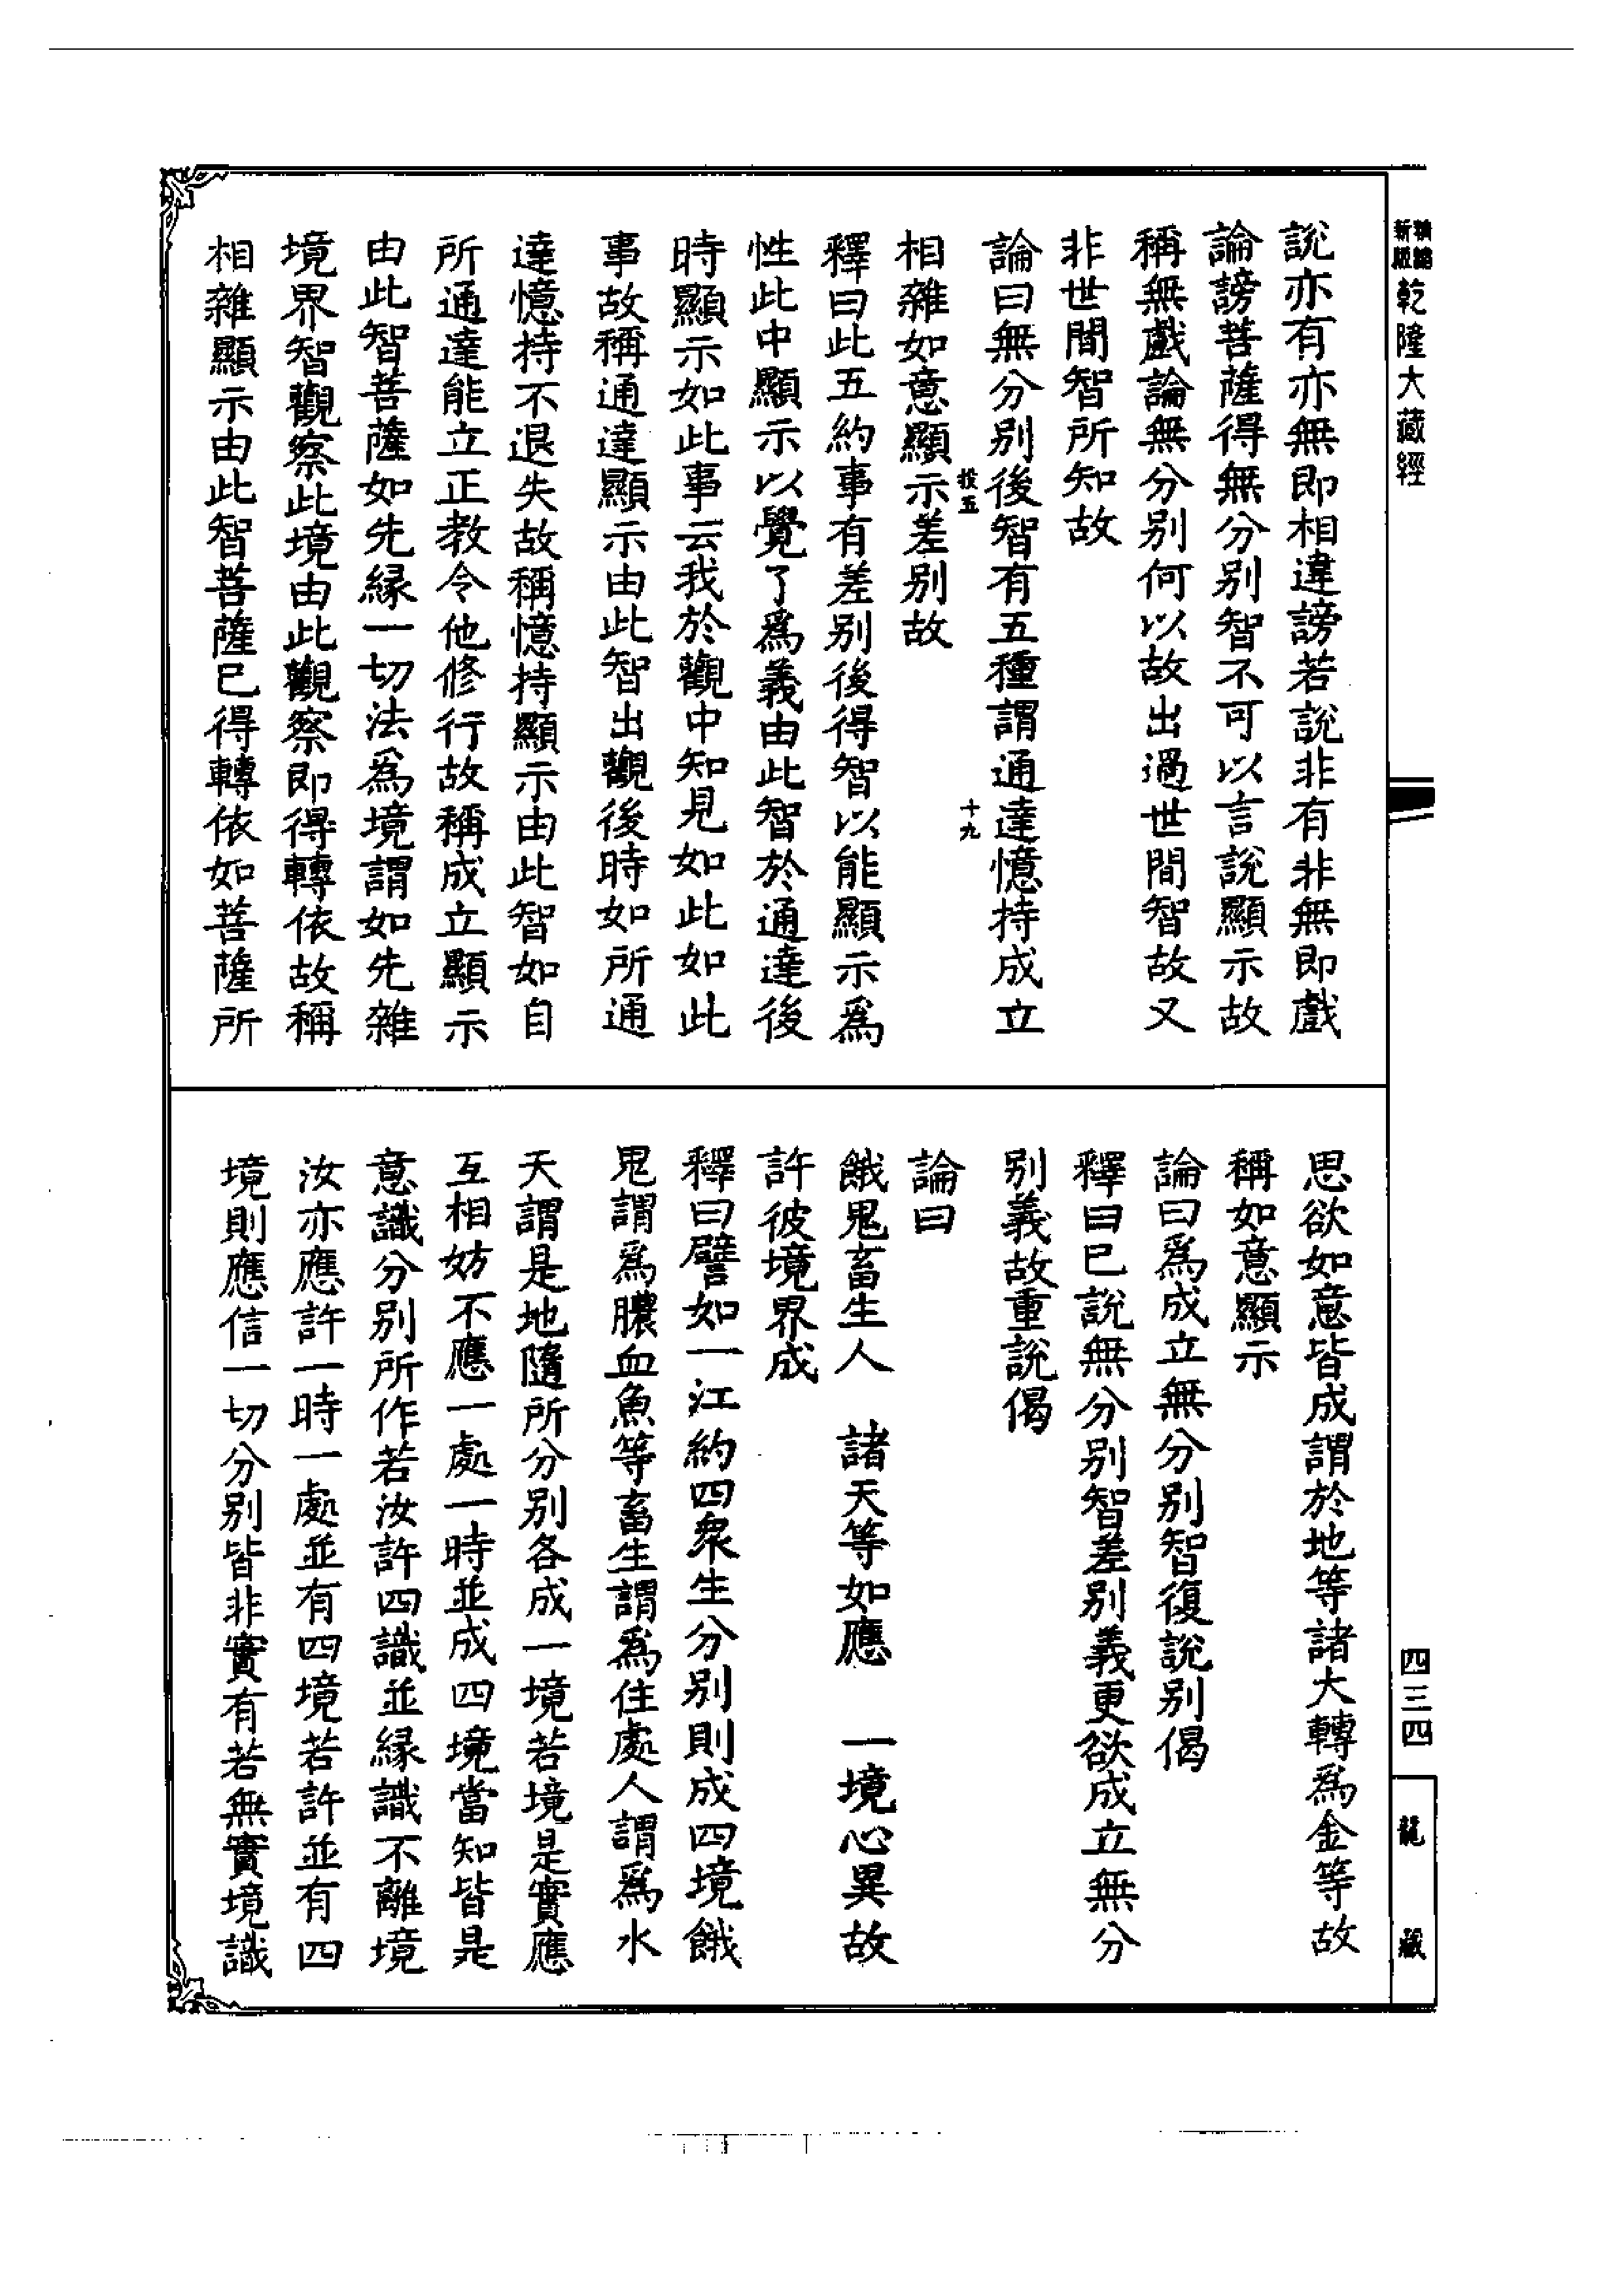 新編縮版乾隆大藏經
說亦有亦無即相違謗若說非有非無即戲
論謗菩薩得無分别智不可以言說顯示故
稱無戲論無分别何以故出過世間智故又
非世間智所知故
論曰無分别後智有五種謂通達憶持成立
投五 十九
相雜如意顯示差别故
釋曰此五約事有差别後得智以能顯示爲
性此中顯示以覺了爲義由此智於通達後
時顯示如此事云我於觀中知見如此如此
事故稱通達顯示由此智出觀後時如所通
達憶持不退失故稱憶持顯示由此智如自
所通達能立正教令他修行故稱成立顯示
由此智菩薩如先緣一切法爲境謂如先雜
境界智觀察此境由此觀察即得轉依故稱
相雜顯示由此智菩薩已得轉依如菩薩所
思欲如意皆成謂於地等諸大轉爲金等故
稱如意顯示
論曰爲成立無分别智復說别偈
釋曰已說無分别智差别義更欲成立無分
别義故重說偈
論曰
餓鬼畜生人 諸天等如應 一境心異故
許彼境界成
釋曰譬如一江約四衆生分别則成四境餓
鬼謂爲膿血魚等畜生謂爲住處人謂爲水
天謂是地隨所分别各成一境若境是實應
互相妨不應一處一時並成四境當知皆是
意識分别所作若汝許四識並緣識不離境
汝亦應許一時一處並有四境若許並有四
境則應信一切分别皆非實有若無實境識
四三四
龍藏